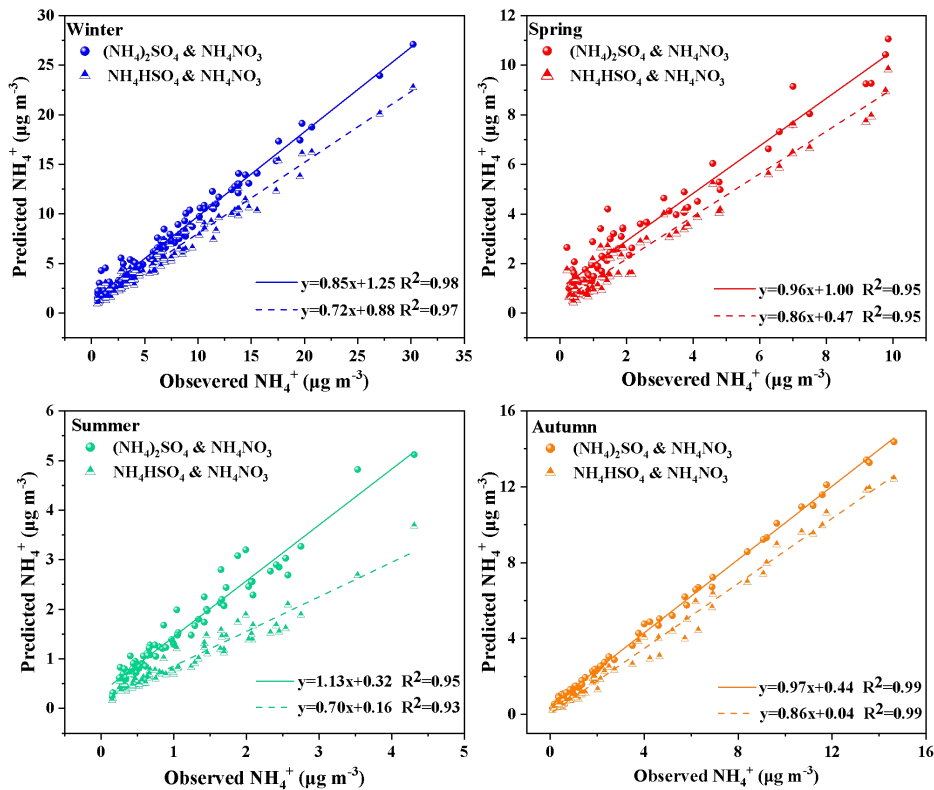 Winter
(NH4)2SO4 & NH4NO3
NH4HSO4 & NH4NO3
y=0.85x+1.25 R2=0.98
y=0.72x+0.88 R2=0.97
30
25
20
15
10
5
0
0 5 10 15 20 25 30 35
Predicted NH4+ (μg m-3)
Obsevered NH4+ (μg m-3)
Spring
(NH4)2SO4 & NH4NO3
NH4HSO4 & NH4NO3
y=0.96x+1.00 R2=0.95
y=0.86x+0.47 R2=0.95
12
10
8
6
4
2
0
0 2 4 6 8 10
Predicted NH4+ (μg m-3)
Obsevered NH4+ (μg m-3)
Summer
(NH4)2SO4 & NH4NO3
NH4HSO4 & NH4NO3
y=1.13x+0.32 R2=0.95
y=0.70x+0.16 R2=0.93
6
5
4
3
2
1
0
0 1 2 3 4 5
Predicted NH4+ (μg m-3)
Observed NH4+ (μg m-3)
Autumn
(NH4)2SO4 & NH4NO3
NH4HSO4 & NH4NO3
y=0.97x+0.44 R2=0.99
y=0.86x+0.04 R2=0.99
16
12
8
4
0
0 4 8 12 16
Predicted NH4+ (μg m-3)
Observed NH4+ (μg m-3)